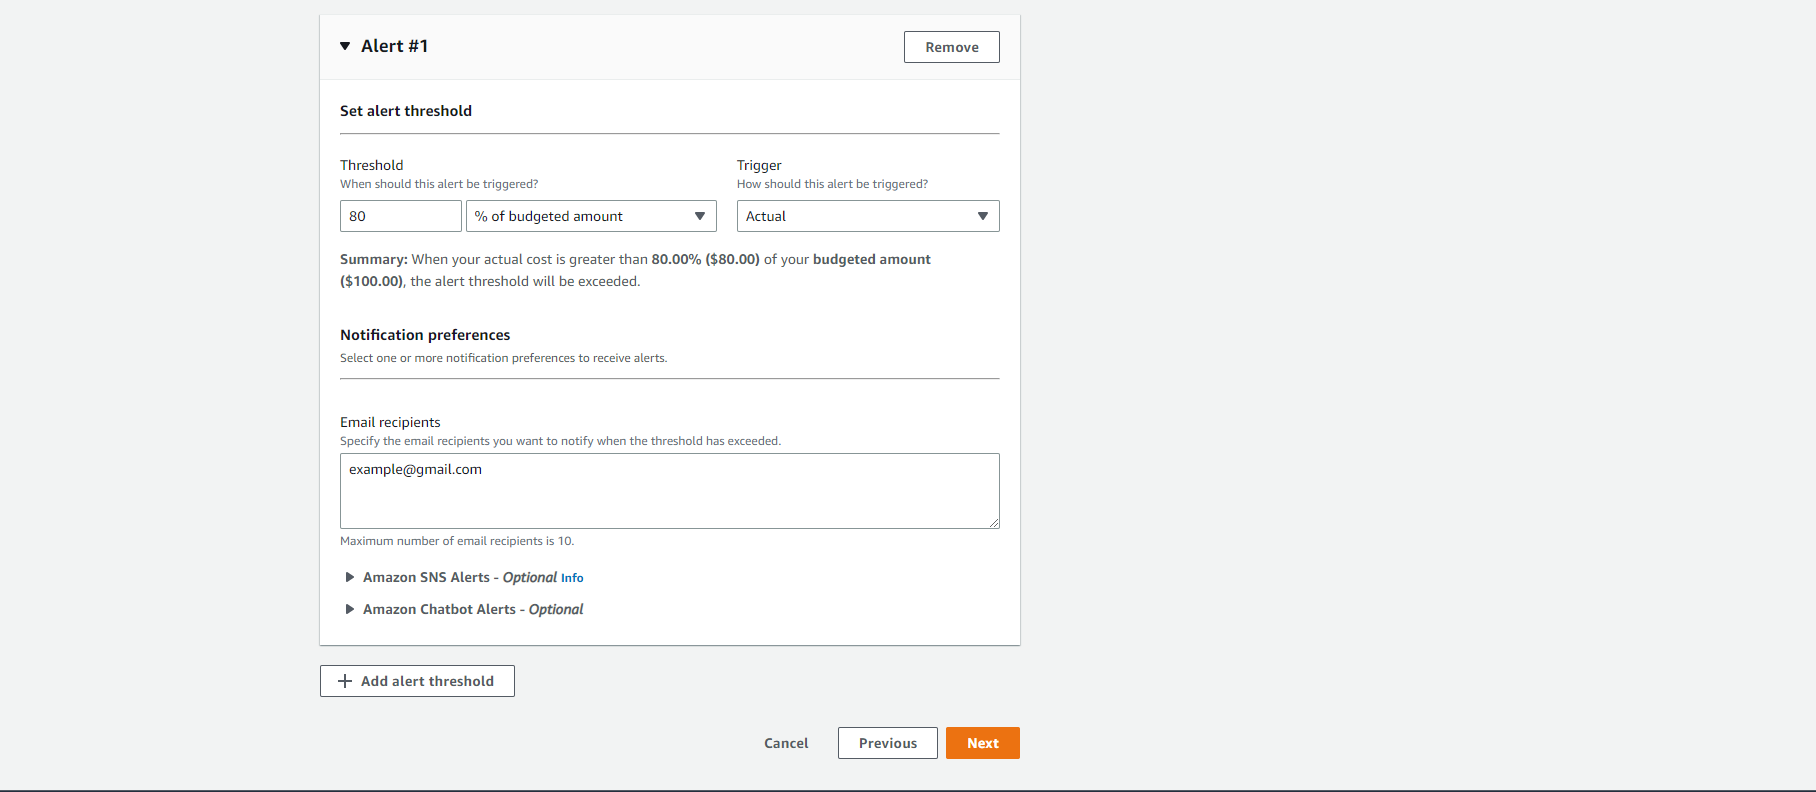 Alert #1
Remove
Set alert threshold
Threshold
When should this alert be triggered?
80
% of budgeted amount
Trigger
How should this alert be triggered?
Actual
Summary: When your actual cost is greater than 80.00% ($80.00) of your budgeted amount
($100.00), the alert threshold will be exceeded.
Notification preferences
Select one or more notification preferences to receive alerts.
Email recipients
Specify the email recipients you want to notify when the threshold has exceeded.
example@gmail.com
Maximum number of email recipients is 10.
Amazon SNS Alerts - Optional Info
Amazon Chatbot Alerts - Optional
Add alert threshold
Cancel
Previous
Next